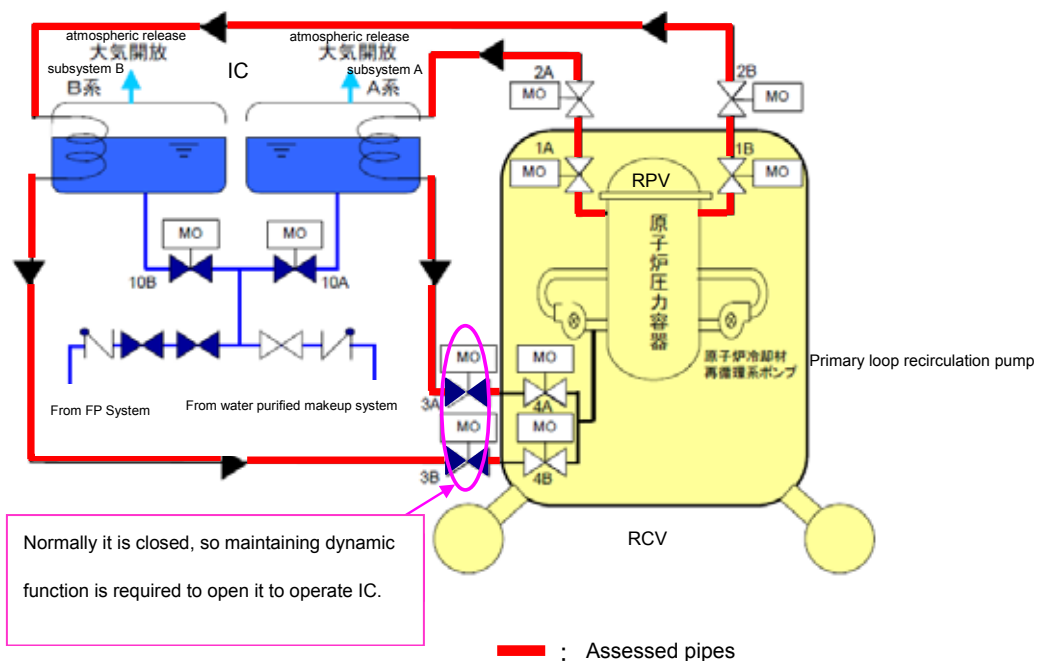 atmospheric release
大気開放
subsystem B
B系
IC
atmospheric release
大気開放
subsystem A
A系
2A
MO
2B
MO
1A
MO
1B
MO
RPV
原子炉圧力容器
MO
MO
10B
10A
原子炉冷却材
再循環系ポンプ
Primary loop recirculation pump
From FP System
From water purified makeup system
MO
MO
3A
4A
MO
MO
3B
4B
RCV
Normally it is closed, so maintaining dynamic
function is required to open it to operate IC.
: Assessed pipes